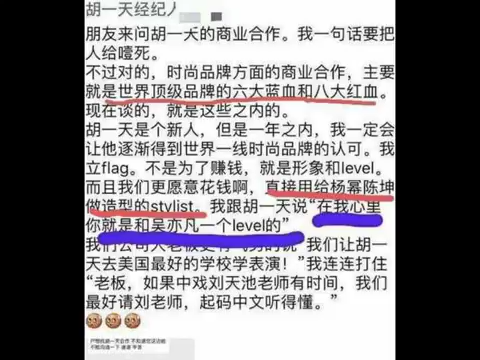 胡一天经纪人
朋友来问胡一天的商业合作。我一句话要把
人给噎死。
不过对的，时尚品牌方面的商业合作，主要
就是世界顶级品牌的六大蓝血和八大红血。
现在谈的，就是这些之内的。
胡一天是个新人，但是一年之内，我一定会
让他逐渐得到世界一线时尚品牌的认可。我
立flag。不是为了赚钱，就是形象和level。
而且我们更愿意花钱啊，直接用给杨幂陈坤
做造型的stylist。我跟胡一天说“在我心里
你就是和吴亦凡一个level的”
我们公司大老板更有 说“我们让胡一
天去美国最好的学校学表演！”我连连打住
“老板，如果中戏刘天池老师有时间，我们
最好请刘老师，起码中文听得懂。”